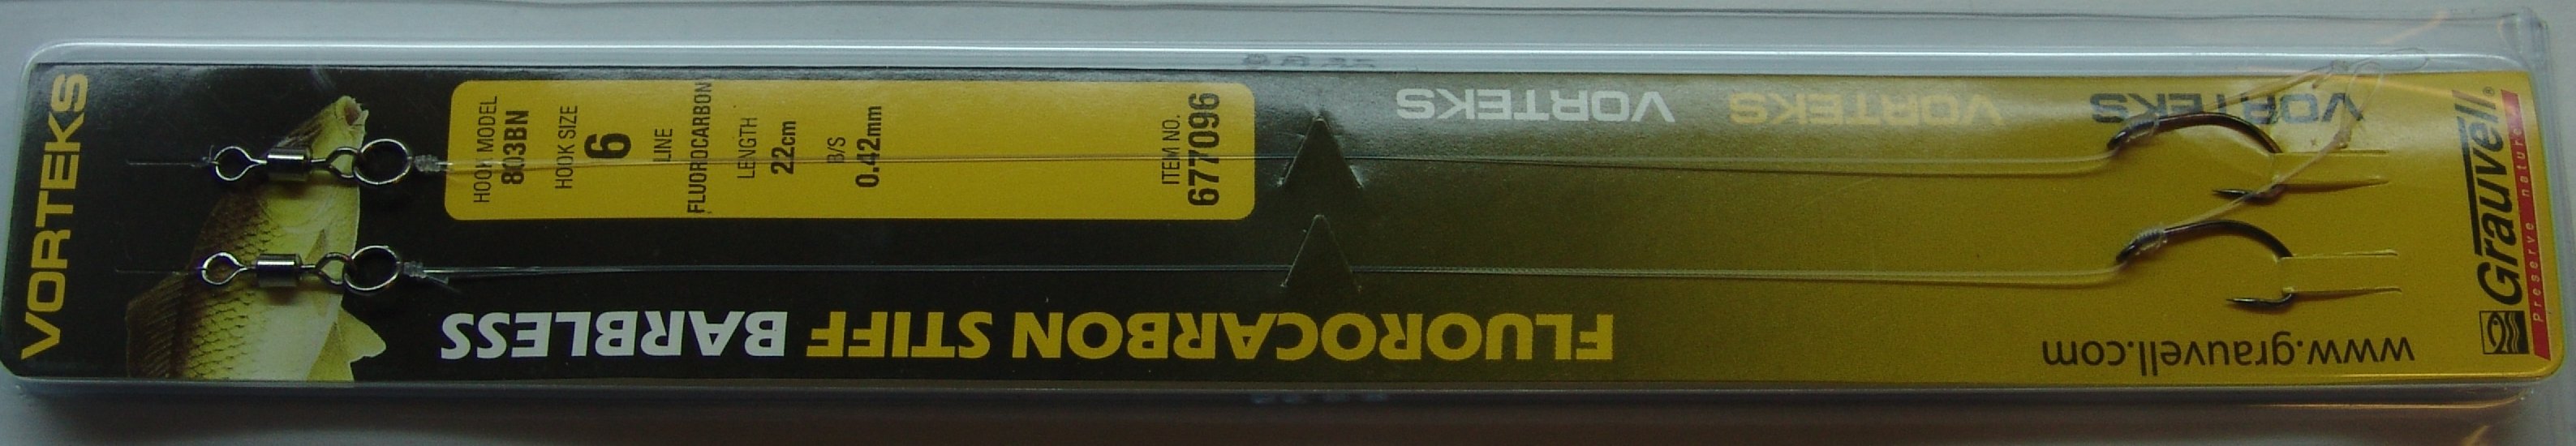 VORTEKS
HOOK MODEL
803BN
HOOK SIZE
6
LINE
FLUOROCARBON
LENGTH
22cm
B/S
0.42mm
ITEM NO.
6777096
VORTEKS
VORTEKS
VORTEKS
FLUOROCARBON STIFF BARBLESS
www.grauvell.com
Grauvell®
Preserve nature